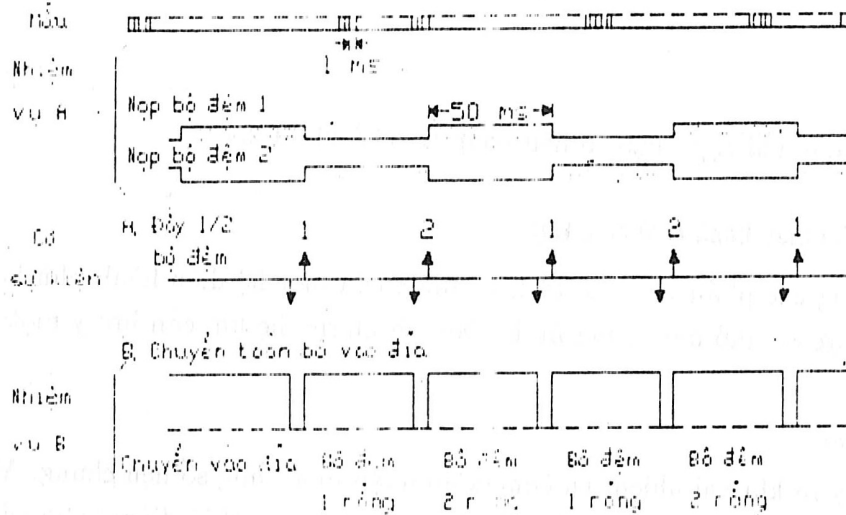 Mẫu
1 ms
Nhiệm
vụ A
Nạp bộ đệm 1
50 ms
Nạp bộ đệm 2
Cờ
sự kiện
A. Đầy 1/2
bộ đệm
1 2 1 2 1
B. Chuyển toàn bộ vào đĩa
Nhiệm
vụ B
Chuyển vào đĩa
Bộ đệm Bộ đệm Bộ đệm Bộ đệm
1 rỗng 2 rỗng 1 rỗng 2 rỗng